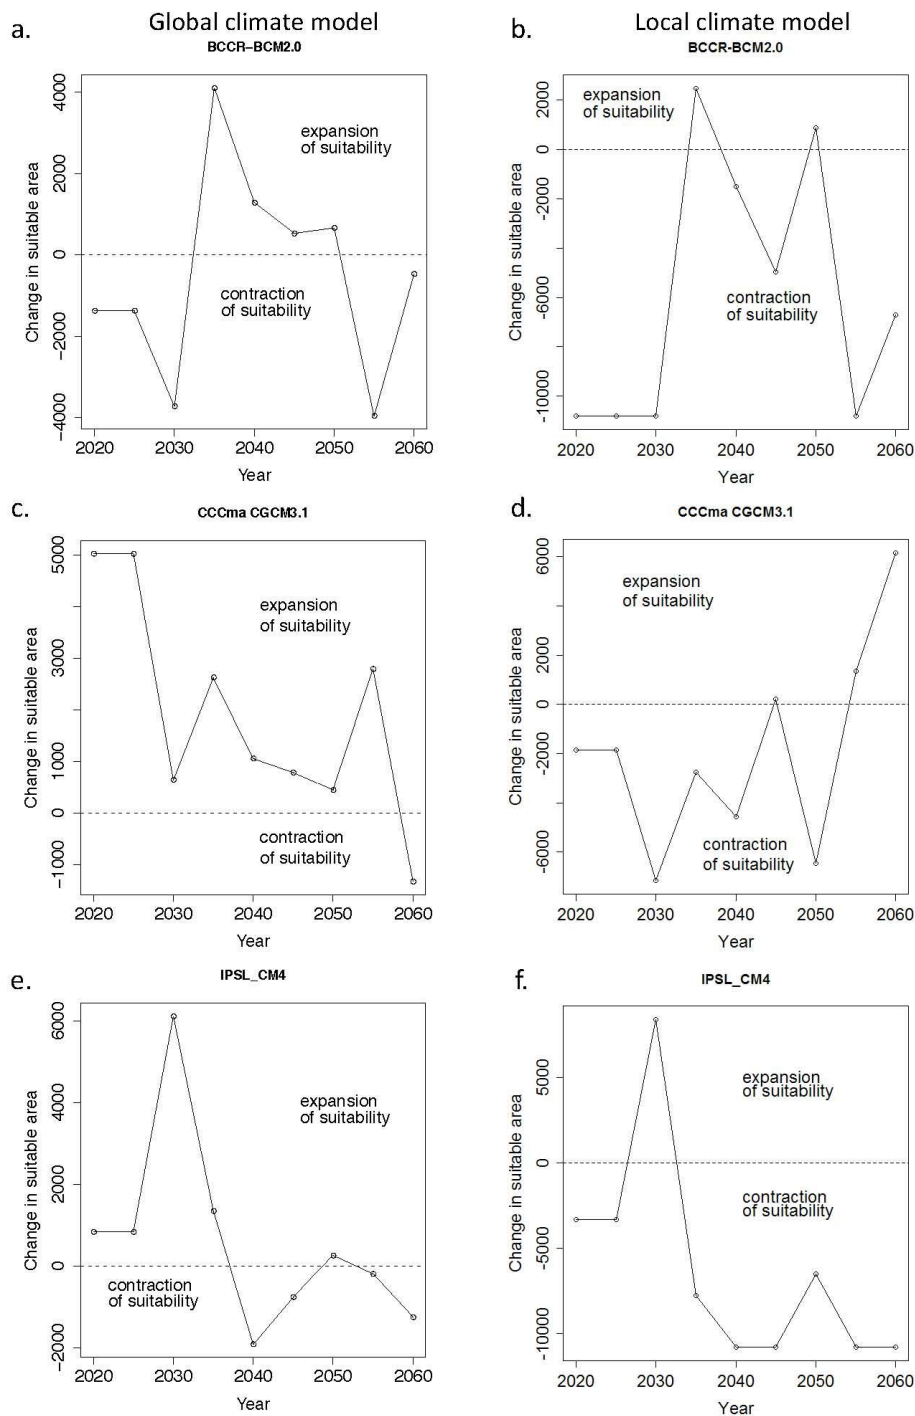 a.
Global climate model
BCCR–BCM2.0
Change in suitable area
4000
2000
0
−2000
−4000
expansion
of suitability
contraction
of suitability
2020 2030 2040 2050 2060
Year
b.
Local climate model
BCCR-BCM2.0
Change in suitable area
2000
0
-2000
-6000
-10000
expansion
of suitability
contraction
of suitability
2020 2030 2040 2050 2060
Year
c.
CCCma CGCM3.1
Change in suitable area
5000
3000
1000
0
−1000
expansion
of suitability
contraction
of suitability
2020 2030 2040 2050 2060
Year
d.
CCCma CGCM3.1
Change in suitable area
6000
2000
0
-2000
-6000
expansion
of suitability
contraction
of suitability
2020 2030 2040 2050 2060
Year
e.
IPSL_CM4
Change in suitable area
6000
4000
2000
0
−2000
expansion
of suitability
contraction
of suitability
2020 2030 2040 2050 2060
Year
f.
IPSL_CM4
Change in suitable area
5000
0
-5000
-10000
expansion
of suitability
contraction
of suitability
2020 2030 2040 2050 2060
Year